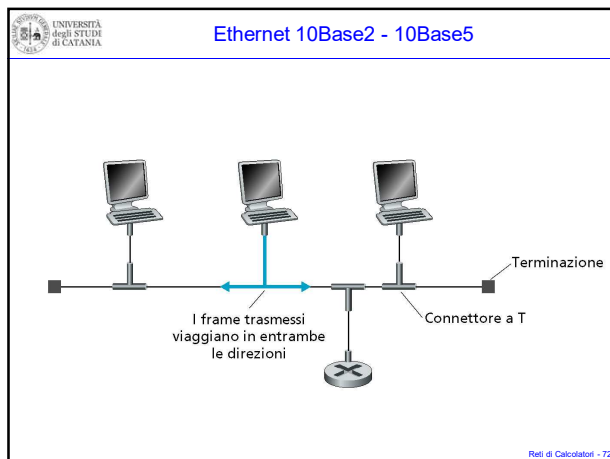 UNIVERSITÀ
degli STUDI
di CATANIA
Ethernet 10Base2 - 10Base5
Terminazione
Connettore a T
I frame trasmessi
viaggiano in entrambe
le direzioni
Reti di Calcolatori - 72